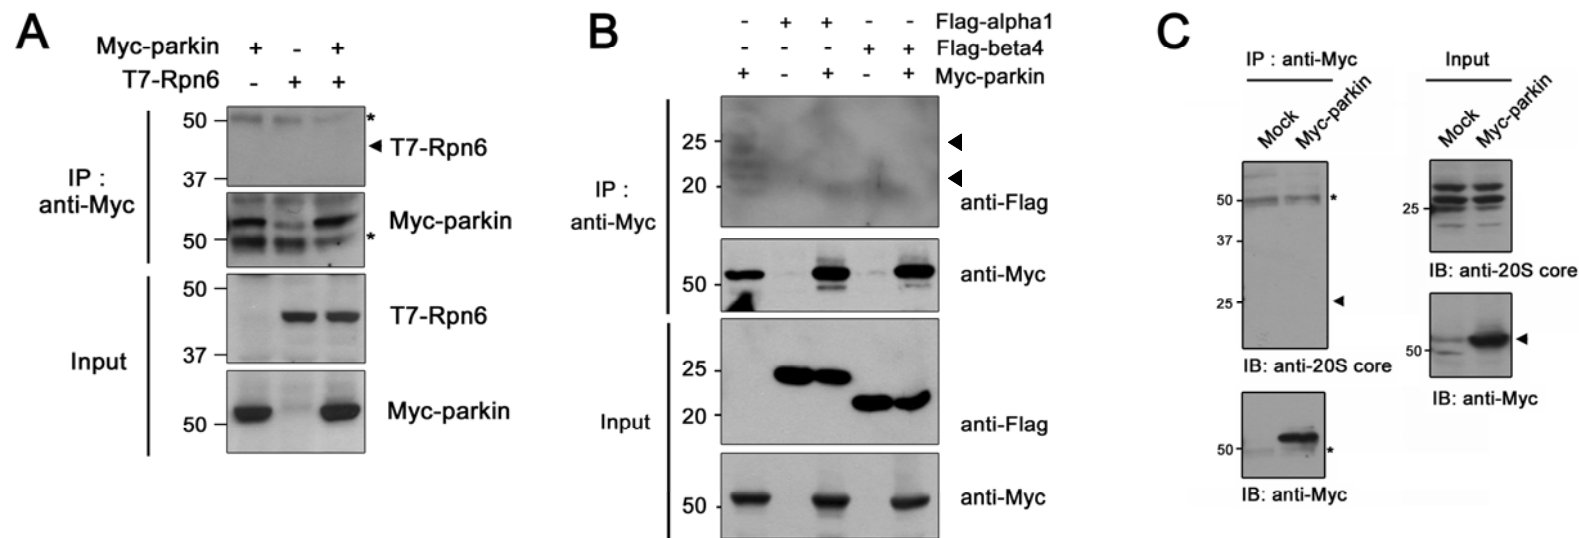 A
Myc-parkin + - +
T7-Rpn6 - + +
IP :
anti-Myc
50
*
T7-Rpn6
37
Myc-parkin
50
*
Input
50
T7-Rpn6
37
Myc-parkin
50
B
- + + - - Flag-alpha1
- - - + + Flag-beta4
+ - + - + Myc-parkin
IP :
anti-Myc
25
20
anti-Flag
50
anti-Myc
Input
25
20
anti-Flag
50
anti-Myc
C
IP : anti-Myc
Mock
Myc-parkin
50
*
37
25
IB: anti-20S core
50
*
IB: anti-Myc
Input
Mock
Myc-parkin
25
IB: anti-20S core
50
IB: anti-Myc